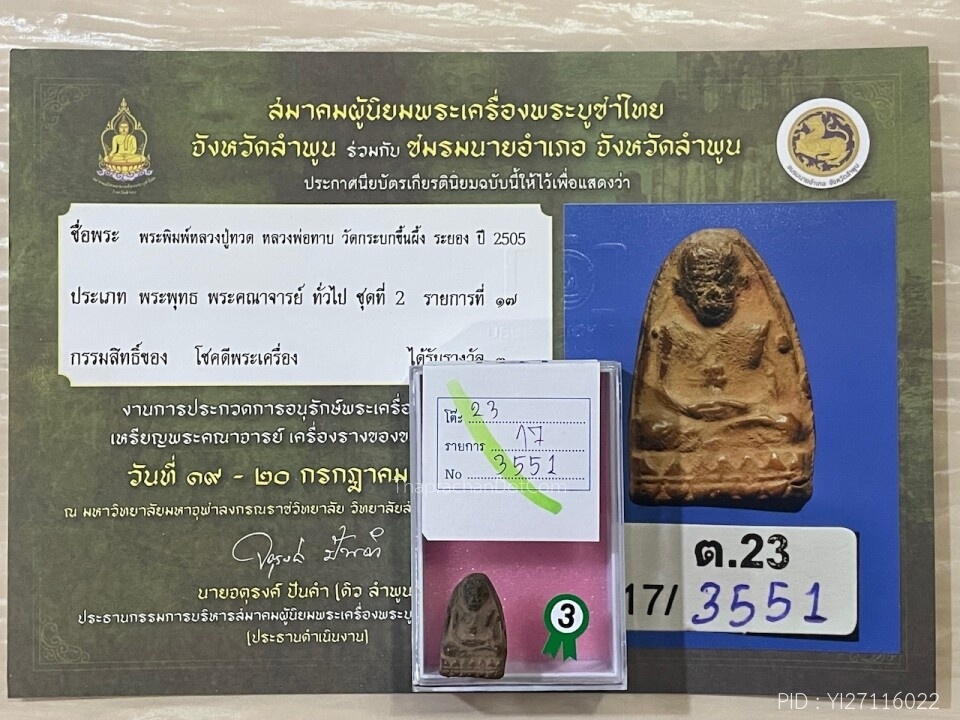 สมาคมผู้นิยมพระเครื่องพระบูชาไทย
จังหวัดลำพูน ร่วมกับ ชมรมนายอำเภอ จังหวัดลำพูน
ประกาศนียบัตรเกียรตินิยมฉบับนี้ให้ไว้เพื่อแสดงว่า
ชื่อพระ พระพิมพ์หลวงปู่ทวด หลวงพ่อทาบ วัดกระบกขึ้นผึ้ง ระยอง ปี 2505
ประเภท พระพุทธ พระคณาจารย์ ทั่วไป ชุดที่ 2 รายการที่ ๑๗
กรรมสิทธิ์ของ โชคดีพระเครื่อง ได้รับรางวัล ๓
งานการประกวดการอนุรักษ์พระเครื่อ
เหรียญพระคณาจารย์ เครื่องรางของข
วันที่ ๑๙ - ๒๐ กรกฎาคม
ณ มหาวิทยาลัยมหาจุฬาลงกรณราชวิทยาลัย วิทยาลัยส
นายจตุรงค์ ปันคำ (คิว ลำพูน
ประธานกรรมการบริหารสมาคมผู้นิยมพระเครื่องพระบู
(ประธานดำเนินงาน)
โต๊ะ 23
รายการ 17
No 3551
3
ต.23
17/ 3551
PID : YI27116022